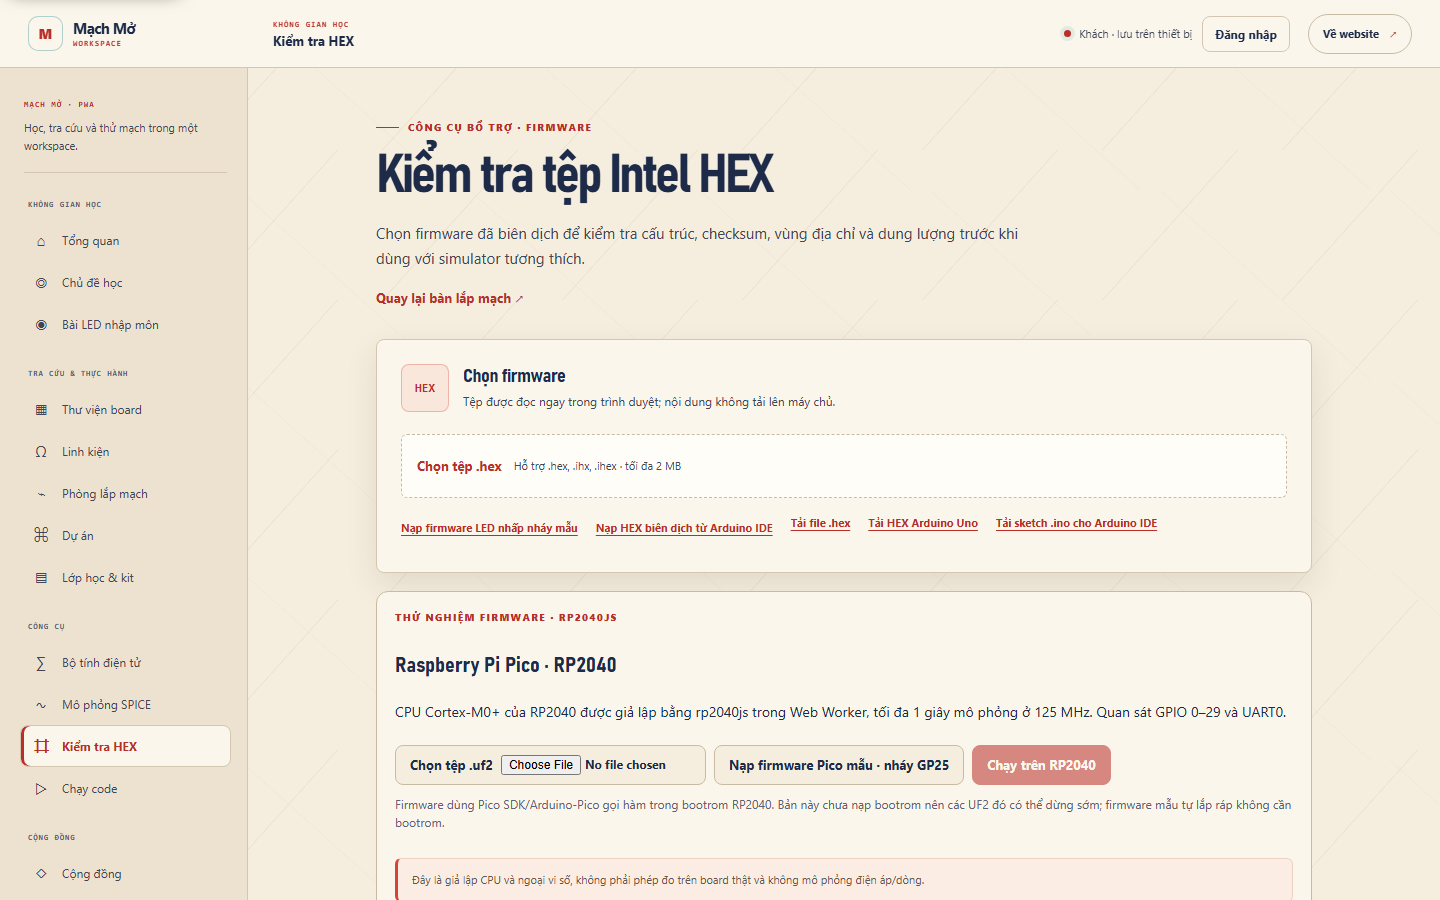 M
Mạch Mở
WORKSPACE
KHÔNG GIAN HỌC
Kiểm tra HEX
Khách · lưu trên thiết bị
Đăng nhập
Về website ↗
MẠCH MỞ · PWA
Học, tra cứu và thử mạch trong một
workspace.
KHÔNG GIAN HỌC
Tổng quan
Chủ đề học
Bài LED nhập môn
TRA CỨU & THỰC HÀNH
Thư viện board
Linh kiện
Phòng lắp mạch
Dự án
Lớp học & kit
CÔNG CỤ
Bộ tính điện tử
Mô phỏng SPICE
Kiểm tra HEX
Chạy code
CỘNG ĐỒNG
Cộng đồng
CÔNG CỤ BỔ TRỢ · FIRMWARE
Kiểm tra tệp Intel HEX
Chọn firmware đã biên dịch để kiểm tra cấu trúc, checksum, vùng địa chỉ và dung lượng trước khi
dùng với simulator tương thích.
Quay lại bàn lắp mạch ↗
HEX
Chọn firmware
Tệp được đọc ngay trong trình duyệt; nội dung không tải lên máy chủ.
Chọn tệp .hex Hỗ trợ .hex, .ihx, .ihex · tối đa 2 MB
Nạp firmware LED nhấp nháy mẫu Nạp HEX biên dịch từ Arduino IDE Tải file .hex Tải HEX Arduino Uno Tải sketch .ino cho Arduino IDE
THỬ NGHIỆM FIRMWARE · RP2040JS
Raspberry Pi Pico · RP2040
CPU Cortex-M0+ của RP2040 được giả lập bằng rp2040js trong Web Worker, tối đa 1 giây mô phỏng ở 125 MHz. Quan sát GPIO 0–29 và UART0.
Chọn tệp .uf2 Choose File No file chosen Nạp firmware Pico mẫu · nháy GP25 Chạy trên RP2040
Firmware dùng Pico SDK/Arduino-Pico gọi hàm trong bootrom RP2040. Bản này chưa nạp bootrom nên các UF2 đó có thể dừng sớm; firmware mẫu tự lắp ráp không cần
bootrom.
Đây là giả lập CPU và ngoại vi số, không phải phép đo trên board thật và không mô phỏng điện áp/dòng.